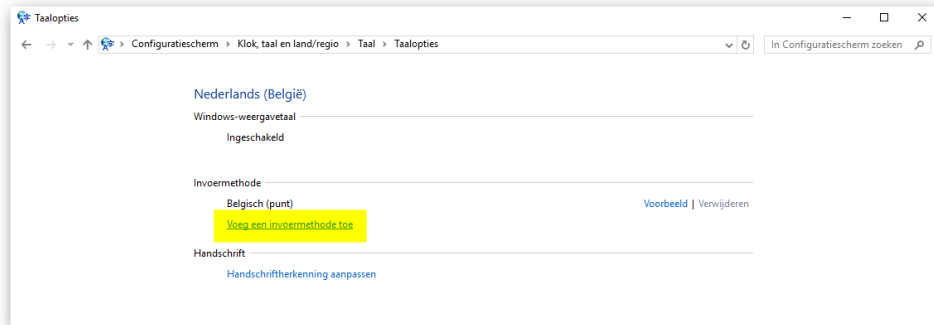 Taalopties
Configuratiescherm > Klok, taal en land/regio > Taal > Taalopties
In Configuratiescherm zoeken
Nederlands (België)
Windows-weergavetaal
Ingeschakeld
Invoermethode
Belgisch (punt) Voorbeeld | Verwijderen
Voeg een invoermethode toe
Handschrift
Handschriftherkenning aanpassen